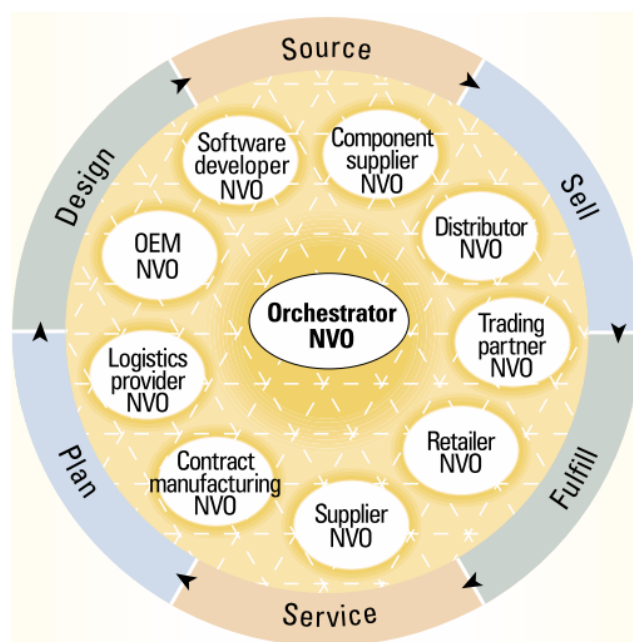 Source
Software
developer
NVO
Component
supplier
NVO
Design
Sell
OEM
NVO
Distributor
NVO
Orchestrator
NVO
Trading
partner
NVO
Logistics
provider
NVO
Retailer
NVO
Plan
Fulfill
Contract
manufacturing
NVO
Supplier
NVO
Service